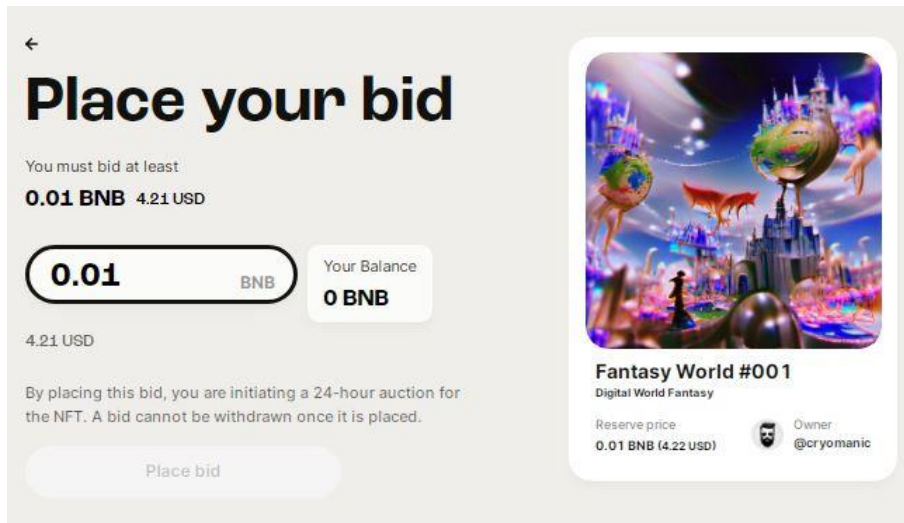 Place your bid
You must bid at least
0.01 BNB 4.21 USD
0.01 BNB
Your Balance
0 BNB
4.21 USD
By placing this bid, you are initiating a 24-hour auction for
the NFT. A bid cannot be withdrawn once it is placed.
Place bid
Fantasy World #001
Digital World Fantasy
Reserve price
0.01 BNB (4.22 USD)
Owner
@cryomanic